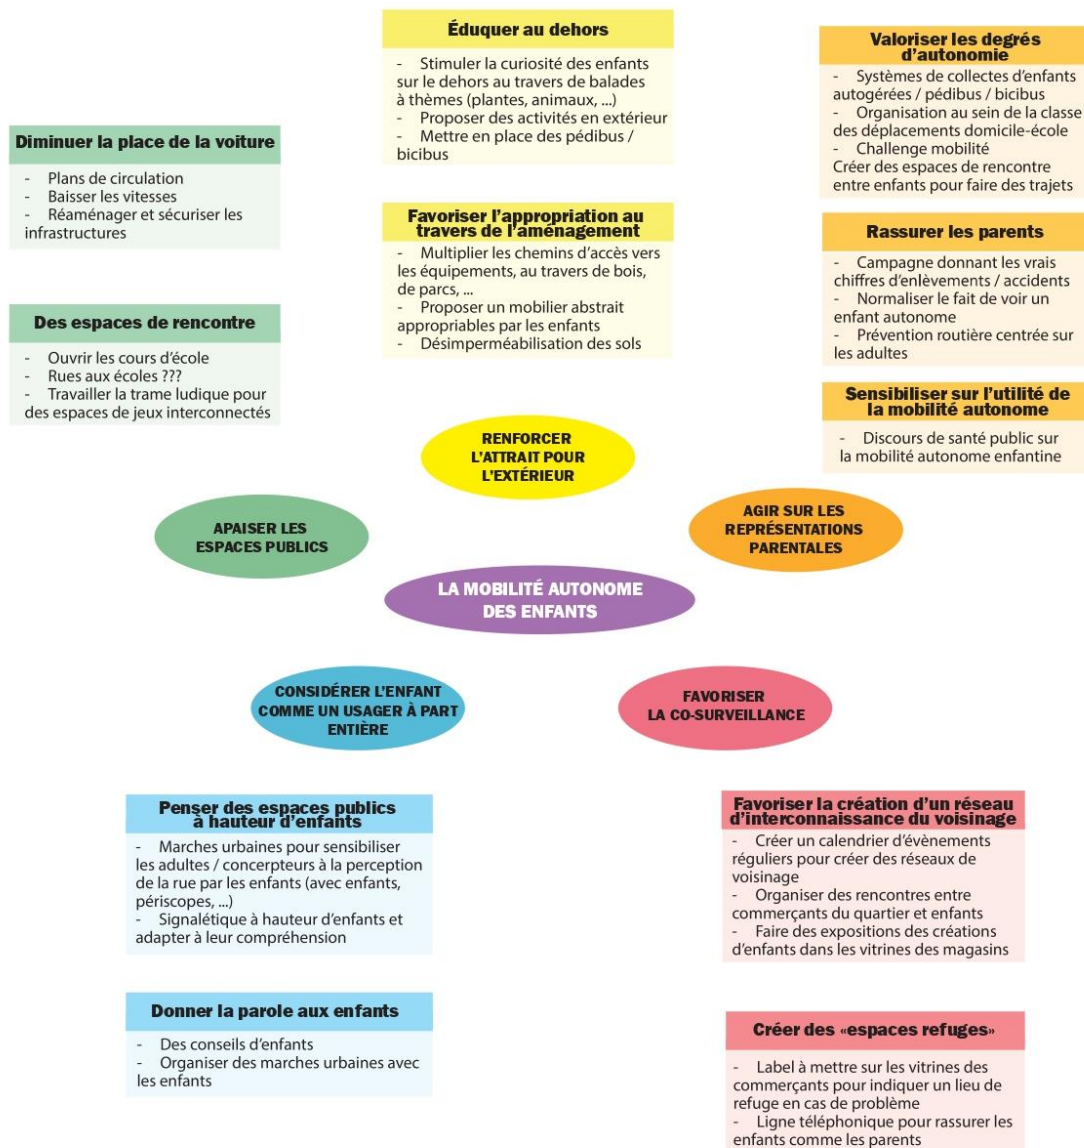 Éduquer au dehors
- Stimuler la curiosité des enfants
sur le dehors au travers de balades
à thèmes (plantes, animaux, ...)
- Proposer des activités en extérieur
- Mettre en place des pédibus /
bicibus
Valoriser les degrés
d'autonomie
- Systèmes de collectes d'enfants
autogérées / pédibus / bicibus
- Organisation au sein de la classe
des déplacements domicile-école
- Challenge mobilité
Créer des espaces de rencontre
entre enfants pour faire des trajets
Diminuer la place de la voiture
- Plans de circulation
- Baisser les vitesses
- Réaménager et sécuriser les
infrastructures
Favoriser l'appropriation au
travers de l'aménagement
- Multiplier les chemins d'accès vers
les équipements, au travers de bois,
de parcs, ...
- Proposer un mobilier abstrait
appropriables par les enfants
- Désimperméabilisation des sols
Rassurer les parents
- Campagne donnant les vrais
chiffres d'enlèvements / accidents
- Normaliser le fait de voir un
enfant autonome
- Prévention routière centrée sur
les adultes
Des espaces de rencontre
- Ouvrir les cours d'école
- Rues aux écoles ???
- Travailler la trame ludique pour
des espaces de jeux interconnectés
Sensibiliser sur l'utilité de
la mobilité autonome
- Discours de santé public sur
la mobilité autonome enfantine
RENFORCER
L'ATTRAIT POUR
L'EXTÉRIEUR
APAISER LES
ESPACES PUBLICS
AGIR SUR LES
REPRÉSENTATIONS
PARENTALES
LA MOBILITÉ AUTONOME
DES ENFANTS
CONSIDÉRER L'ENFANT
COMME UN USAGER À PART
ENTIÈRE
FAVORISER
LA CO-SURVEILLANCE
Penser des espaces publics
à hauteur d'enfants
- Marches urbaines pour sensibiliser
les adultes / concepteurs à la perception
de la rue par les enfants (avec enfants,
périscopes, ...)
- Signalétique à hauteur d'enfants et
adapter à leur compréhension
Favoriser la création d'un réseau
d'interconnaissance du voisinage
- Créer un calendrier d'évènements
réguliers pour créer des réseaux de
voisinage
- Organiser des rencontres entre
commerçants du quartier et enfants
- Faire des expositions des créations
d'enfants dans les vitrines des magasins
Donner la parole aux enfants
- Des conseils d'enfants
- Organiser des marches urbaines avec
les enfants
Créer des «espaces refuges»
- Label à mettre sur les vitrines des
commerçants pour indiquer un lieu de
refuge en cas de problème
- Ligne téléphonique pour rassurer les
enfants comme les parents